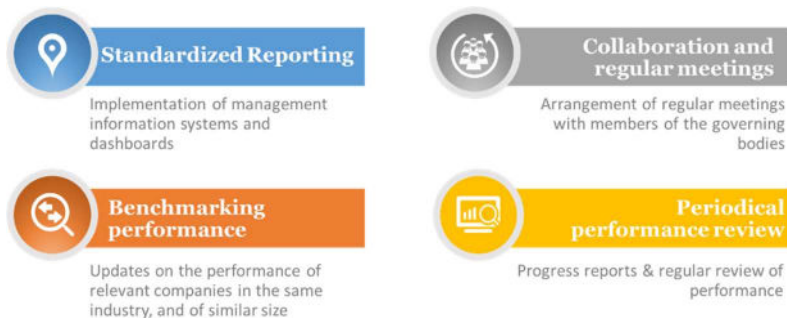 Standardized Reporting
Implementation of management
information systems and
dashboards
Collaboration and
regular meetings
Arrangement of regular meetings
with members of the governing
bodies
Benchmarking
performance
Updates on the performance of
relevant companies in the same
industry, and of similar size
Periodical
performance review
Progress reports & regular review of
performance